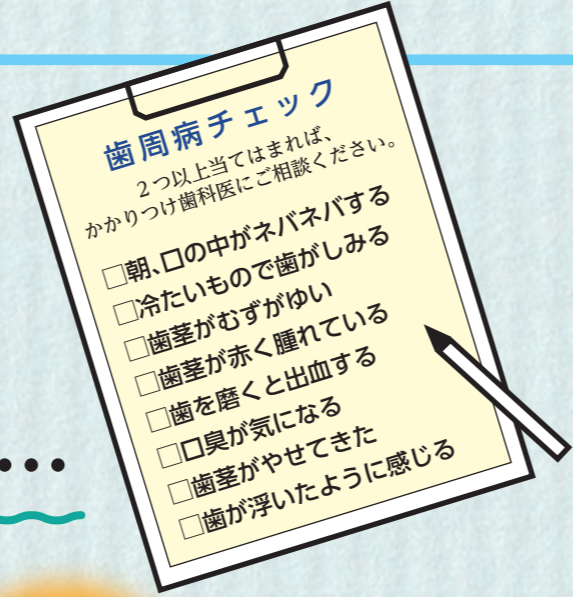 歯周病チェック
2つ以上当てはまれば、
かかりつけ歯科医にご相談ください。
□朝、口の中がネバネバする
□冷たいもので歯がしみる
□歯茎がむずがゆい
□歯茎が赤く腫れている
□歯を磨くと出血する
□口臭が気になる
□歯茎がやせてきた
□歯が浮いたように感じる